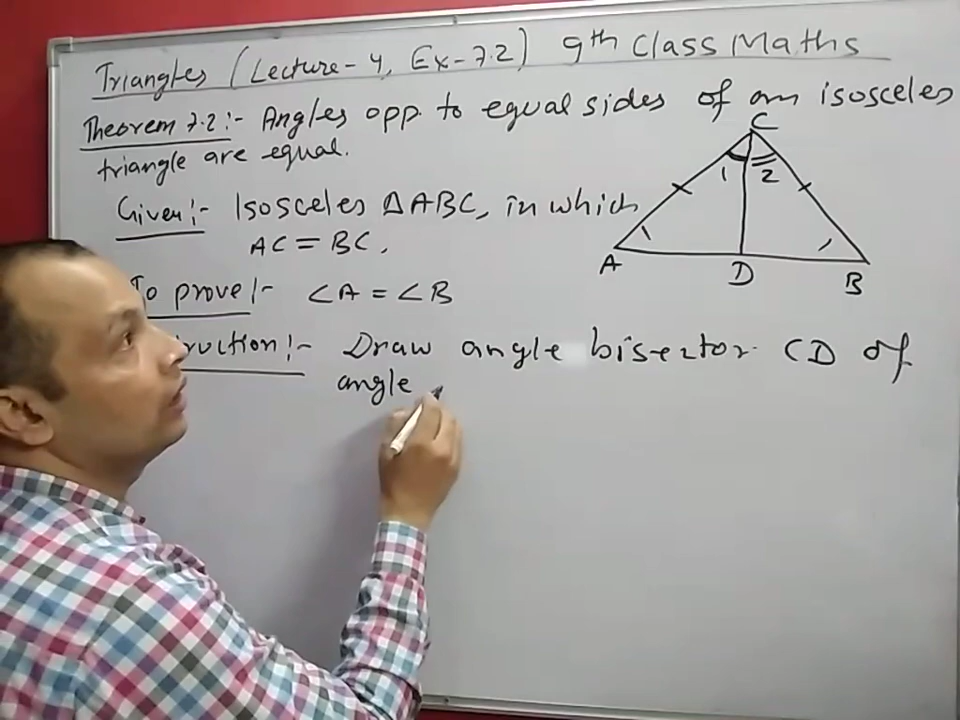 Triangles (Lecture-4, Ex-7.2) 9th Class Maths
Theorem 7.2:- Angles opp to equal sides of an isosceles
triangle are equal.
Given:- Isosceles ΔABC, in which
AC = BC,
To prove:- ∠A = ∠B
ruction:- Draw angle bisector CD of
angle
C
1 2
A D B